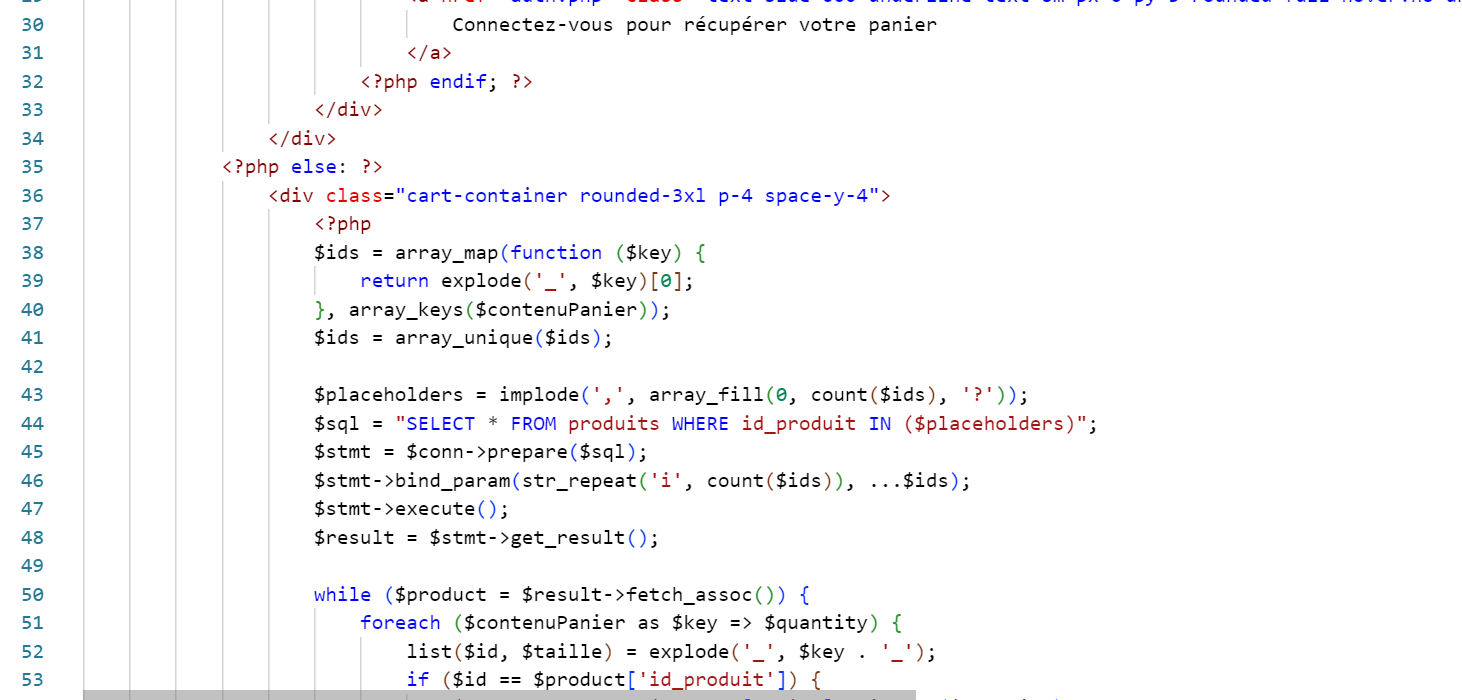 30 Connectez-vous pour récupérer votre panier
31 </a>
32 <?php endif; ?>
33 </div>
34 </div>
35 <?php else: ?>
36 <div class="cart-container rounded-3xl p-4 space-y-4">
37 <?php
38 $ids = array_map(function ($key) {
39 return explode('_', $key)[0];
40 }, array_keys($contenuPanier));
41 $ids = array_unique($ids);
42
43 $placeholders = implode(',', array_fill(0, count($ids), '?'));
44 $sql = "SELECT * FROM produits WHERE id_produit IN ($placeholders)";
45 $stmt = $conn->prepare($sql);
46 $stmt->bind_param(str_repeat('i', count($ids)), ...$ids);
47 $stmt->execute();
48 $result = $stmt->get_result();
49
50 while ($product = $result->fetch_assoc()) {
51 foreach ($contenuPanier as $key => $quantity) {
52 list($id, $taille) = explode('_', $key . '_');
53 if ($id == $product['id_produit']) {